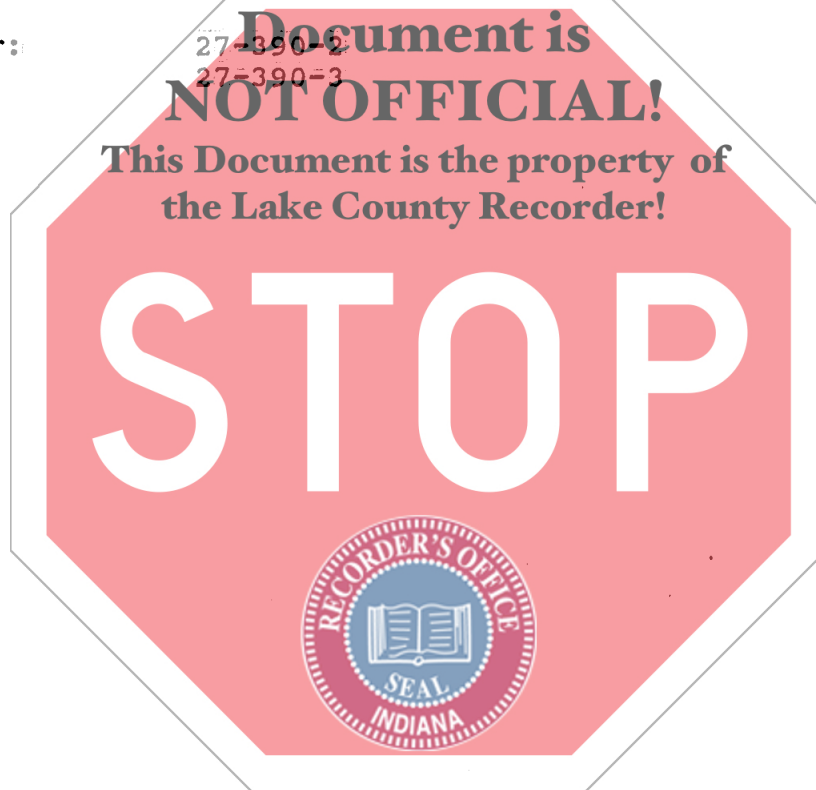 Document is
27-390-2
27-390-3
NOT OFFICIAL!
This Document is the property of
the Lake County Recorder!
STOP
RECORDER'S OFFICE
SEAL
INDIANA